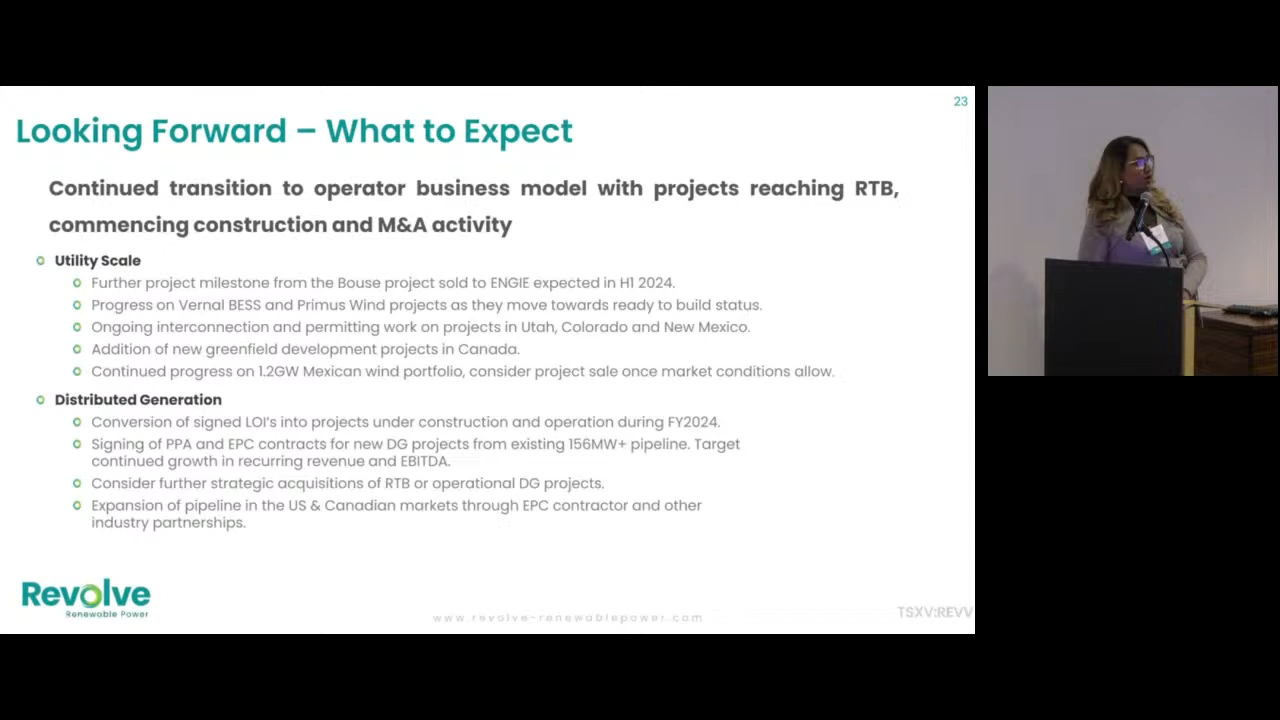 23
Looking Forward – What to Expect
Continued transition to operator business model with projects reaching RTB,
commencing construction and M&A activity
Utility Scale
Further project milestone from the Bouse project sold to ENGIE expected in H1 2024.
Progress on Vernal BESS and Primus Wind projects as they move towards ready to build status.
Ongoing interconnection and permitting work on projects in Utah, Colorado and New Mexico.
Addition of new greenfield development projects in Canada.
Continued progress on 1.2GW Mexican wind portfolio, consider project sale once market conditions allow.
Distributed Generation
Conversion of signed LOI's into projects under construction and operation during FY2024.
Signing of PPA and EPC contracts for new DG projects from existing 156MW+ pipeline. Target
continued growth in recurring revenue and EBITDA.
Consider further strategic acquisitions of RTB or operational DG projects.
Expansion of pipeline in the US & Canadian markets through EPC contractor and other
industry partnerships.
Revolve
Renewable Power
www.revolve-renewablepower.com
TSXV:REVV